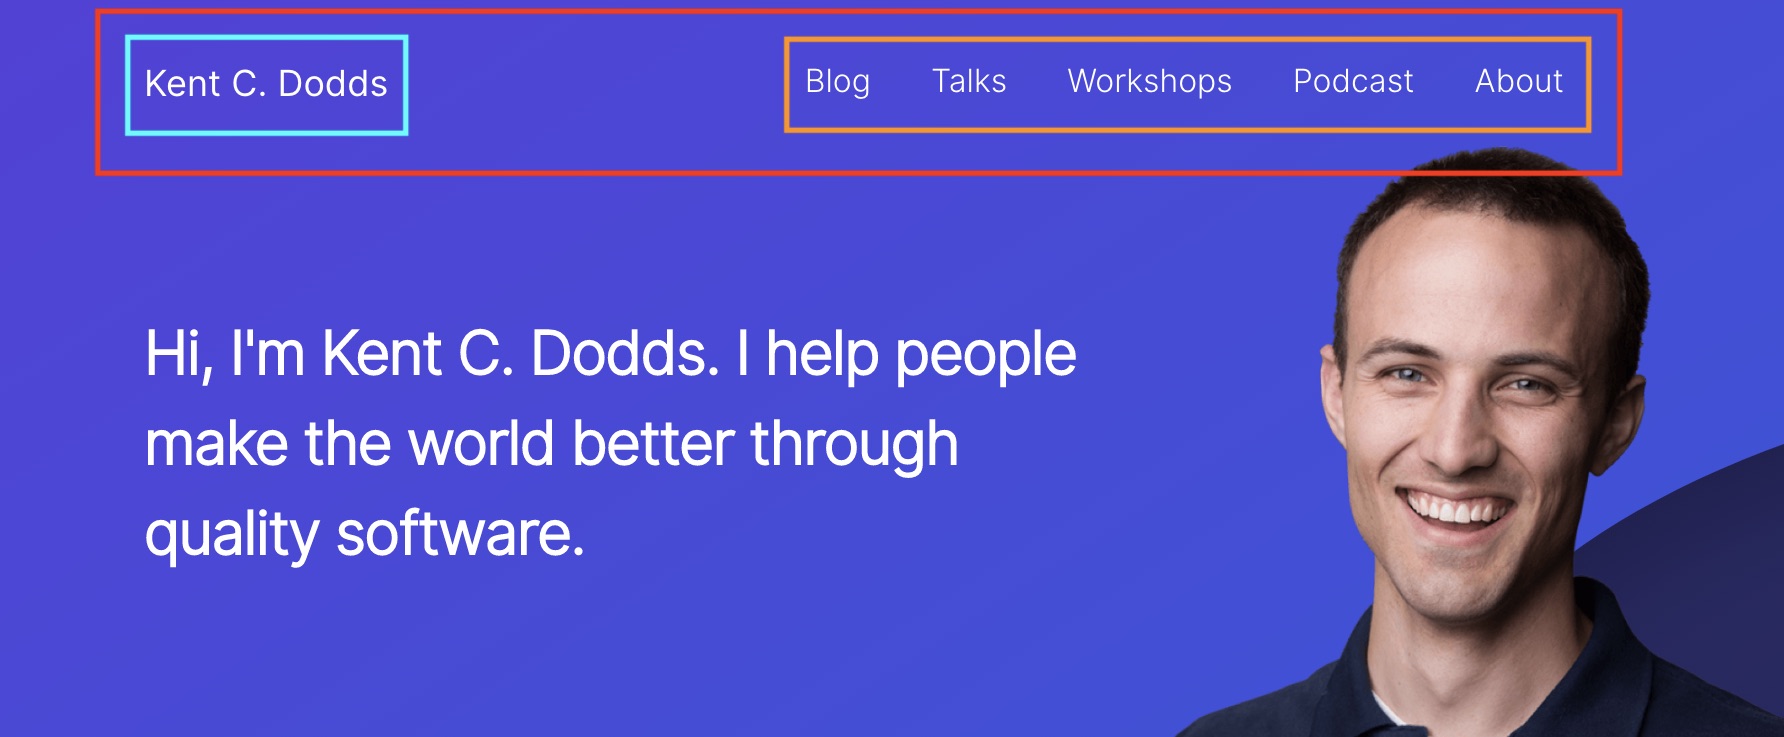 Kent C. Dodds
Blog Talks Workshops Podcast About
Hi, I'm Kent C. Dodds. I help people
make the world better through
quality software.